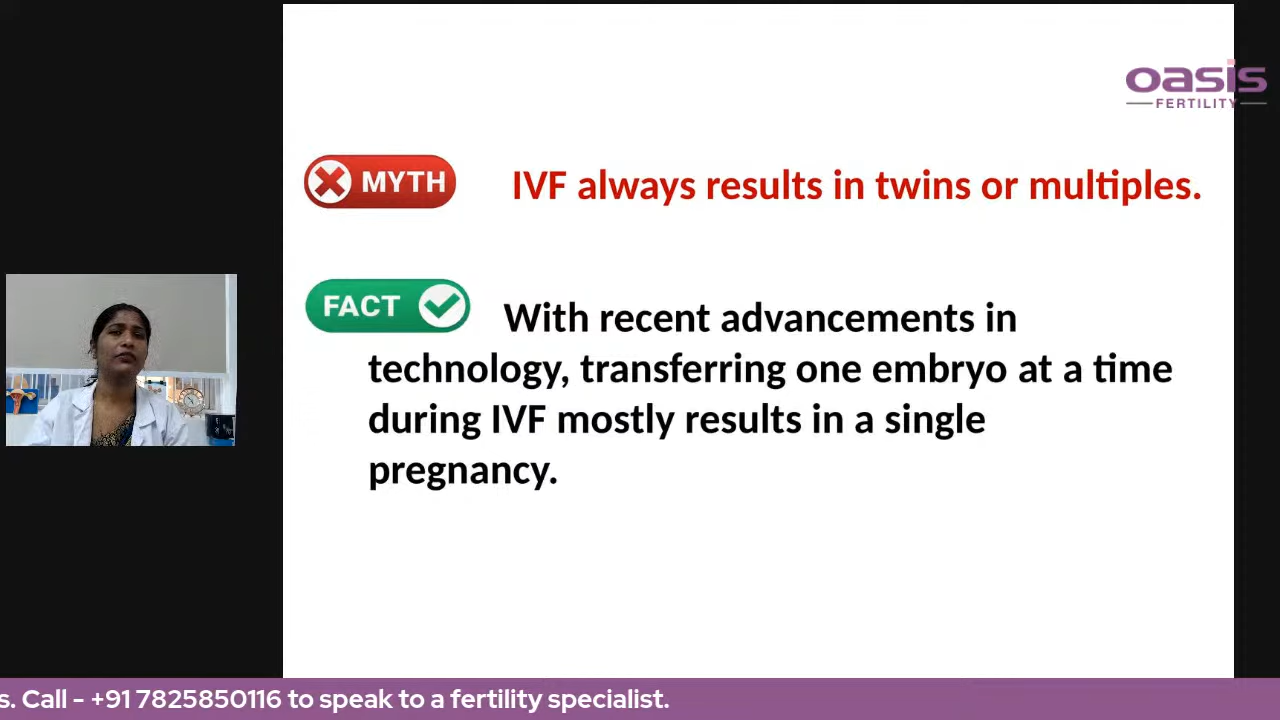 oasis
FERTILITY
MYTH
IVF always results in twins or multiples.
FACT
With recent advancements in
technology, transferring one embryo at a time
during IVF mostly results in a single
pregnancy.
s. Call - +91 7825850116 to speak to a fertility specialist.